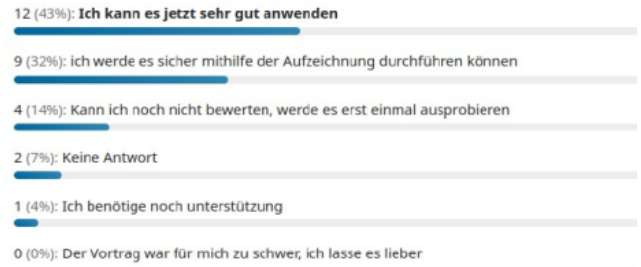 12 (43%): Ich kann es jetzt sehr gut anwenden
9 (32%): ich werde es sicher mithilfe der Aufzeichnung durchführen können
4 (14%): Kann ich noch nicht bewerten, werde es erst einmal ausprobieren
2 (7%): Keine Antwort
1 (4%): Ich benötige noch unterstützung
0 (0%): Der Vortrag war für mich zu schwer, ich lasse es lieber